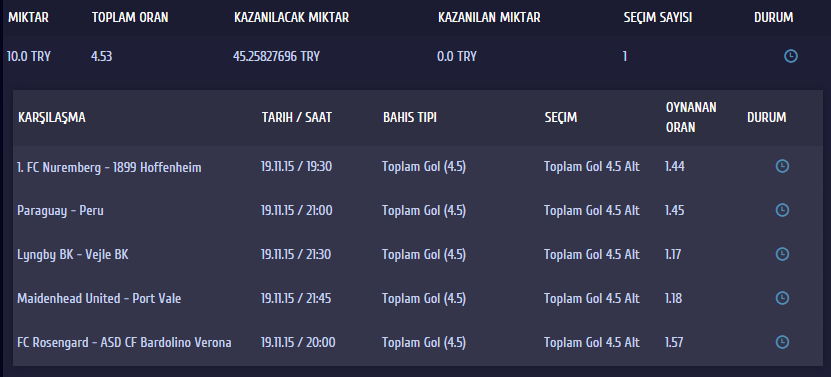 MIKTAR TOPLAM ORAN KAZANILACAK MIKTAR KAZANILAN MIKTAR SEÇIM SAYISI DURUM
10.0 TRY 4.53 45.25827696 TRY 0.0 TRY 1
KARŞILAŞMA TARIH / SAAT BAHIS TIPI SEÇIM OYNANAN ORAN DURUM
1. FC Nuremberg - 1899 Hoffenheim 19.11.15 / 19:30 Toplam Gol (4.5) Toplam Gol 4.5 Alt 1.44
Paraguay - Peru 19.11.15 / 21:00 Toplam Gol (4.5) Toplam Gol 4.5 Alt 1.45
Lyngby BK - Vejle BK 19.11.15 / 21:30 Toplam Gol (4.5) Toplam Gol 4.5 Alt 1.17
Maidenhead United - Port Vale 19.11.15 / 21:45 Toplam Gol (4.5) Toplam Gol 4.5 Alt 1.18
FC Rosengard - ASD CF Bardolino Verona 19.11.15 / 20:00 Toplam Gol (4.5) Toplam Gol 4.5 Alt 1.57